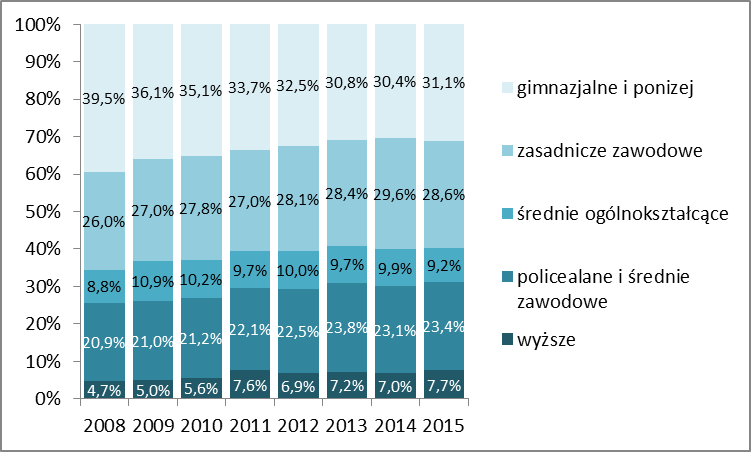 100%
90%
80%
70%
60%
50%
40%
30%
20%
10%
0%
39,5% 36,1% 35,1% 33,7% 32,5% 30,8% 30,4% 31,1%
26,0% 27,0% 27,8% 27,0% 28,1% 28,4% 29,6% 28,6%
8,8% 10,9% 10,2% 9,7% 10,0% 9,7% 9,9% 9,2%
20,9% 21,0% 21,2% 22,1% 22,5% 23,8% 23,1% 23,4%
4,7% 5,0% 5,6% 7,6% 6,9% 7,2% 7,0% 7,7%
2008 2009 2010 2011 2012 2013 2014 2015
gimnazjalne i ponizej
zasadnicze zawodowe
średnie ogólnokształcące
policealane i średnie
zawodowe
wyższe